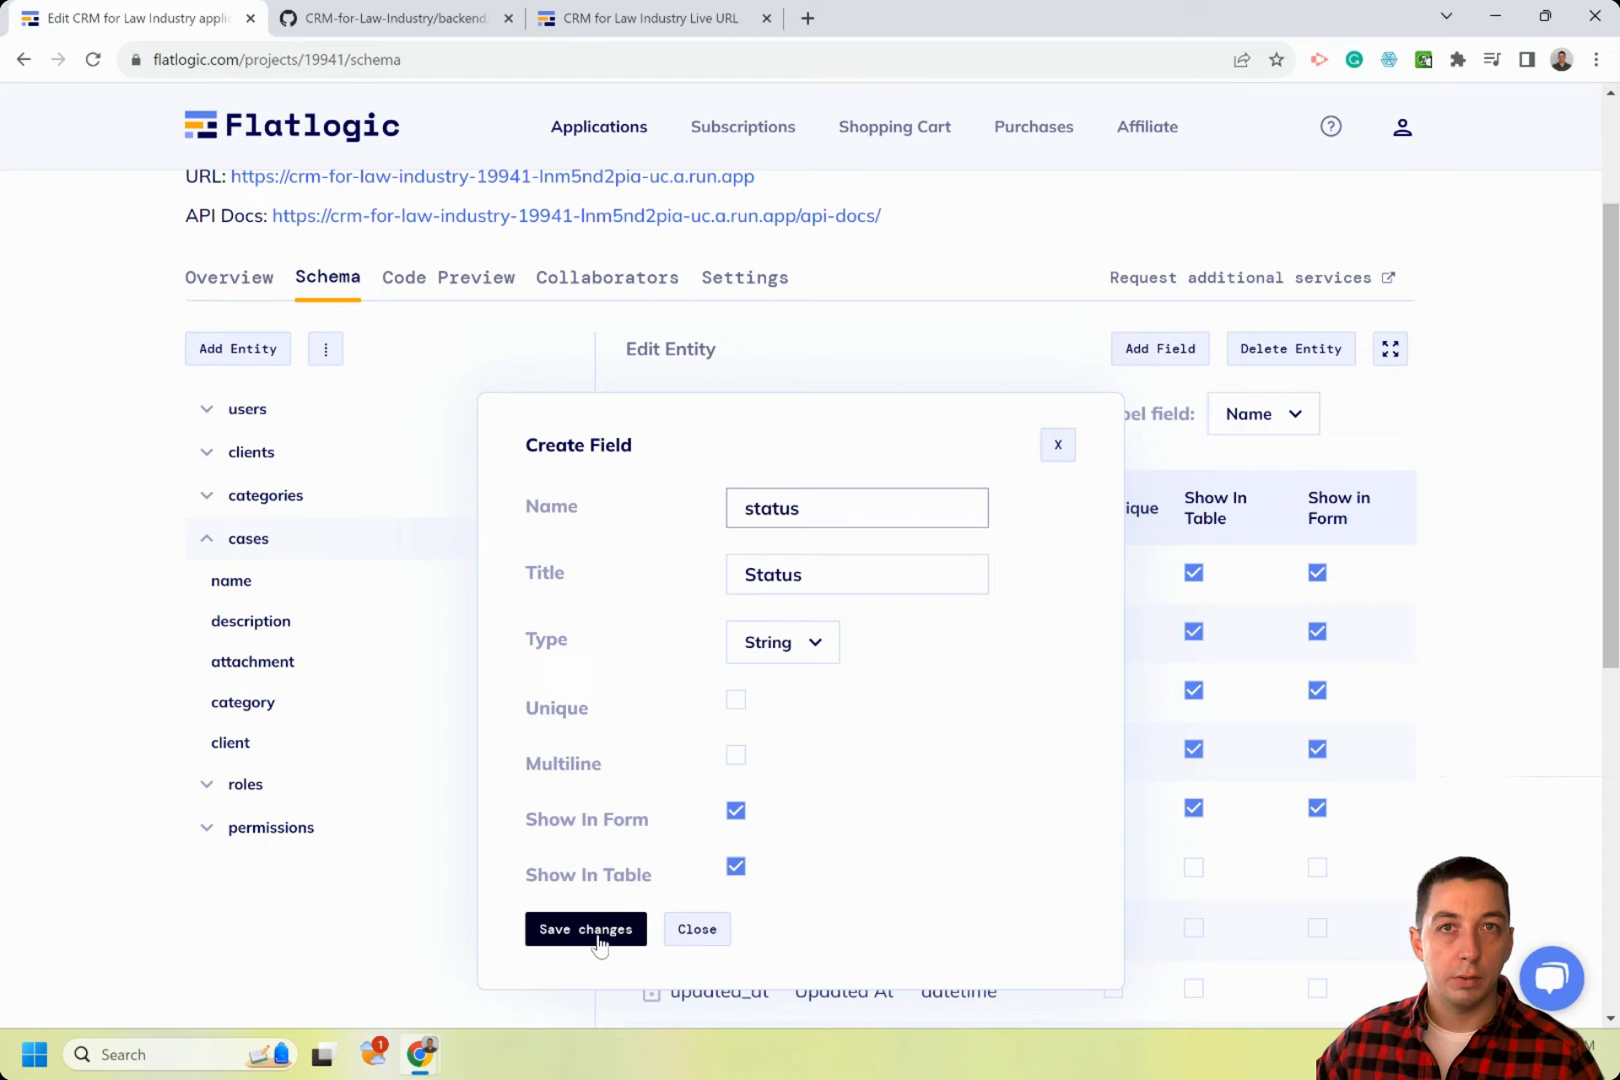 Edit CRM for Law Industry applic
CRM-for-Law-Industry/backend
CRM for Law Industry Live URL
flatlogic.com/projects/19941/schema
Flatlogic
Applications
Subscriptions
Shopping Cart
Purchases
Affiliate
URL: https://crm-for-law-industry-19941-lnm5nd2pia-uc.a.run.app
API Docs: https://crm-for-law-industry-19941-lnm5nd2pia-uc.a.run.app/api-docs/
Overview
Schema
Code Preview
Collaborators
Settings
Request additional services
Add Entity
Edit Entity
Add Field
Delete Entity
users
clients
categories
cases
name
description
attachment
category
client
roles
permissions
bel field:
Name
ique
Show In
Table
Show in
Form
Create Field
X
Name
status
Title
Status
Type
String
Unique
Multiline
Show In Form
Show In Table
Save changes
Close
updated_at
Updated At
datetime
Search
1